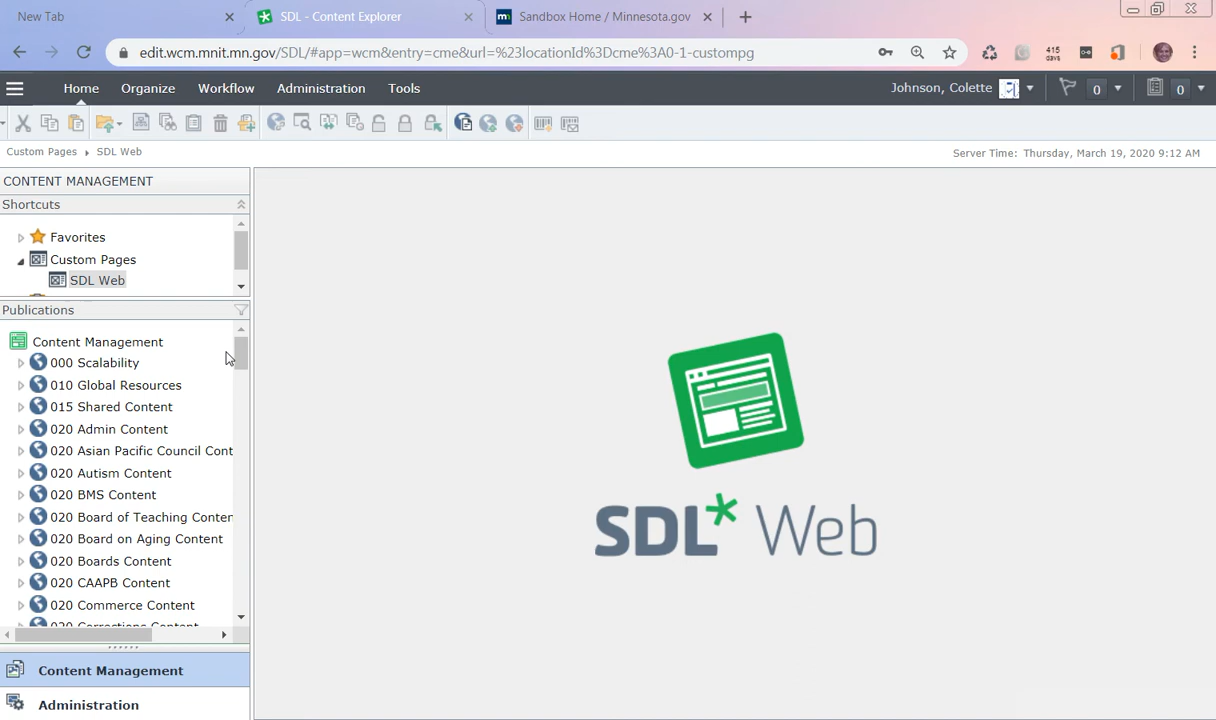 New Tab
SDL - Content Explorer
Sandbox Home / Minnesota.gov
edit.wcm.mnit.mn.gov/SDL/#app=wcm&entry=cme&url=%23locationId%3Dcme%3A0-1-custompg
415
days
Home
Organize
Workflow
Administration
Tools
Johnson, Colette
0
0
Custom Pages
SDL Web
Server Time: Thursday, March 19, 2020 9:12 AM
CONTENT MANAGEMENT
Shortcuts
Favorites
Custom Pages
SDL Web
Publications
Content Management
000 Scalability
010 Global Resources
015 Shared Content
020 Admin Content
020 Asian Pacific Council Cont
020 Autism Content
020 BMS Content
020 Board of Teaching Conten
020 Board on Aging Content
020 Boards Content
020 CAAPB Content
020 Commerce Content
020 Corrections Content
Content Management
Administration
SDL* Web